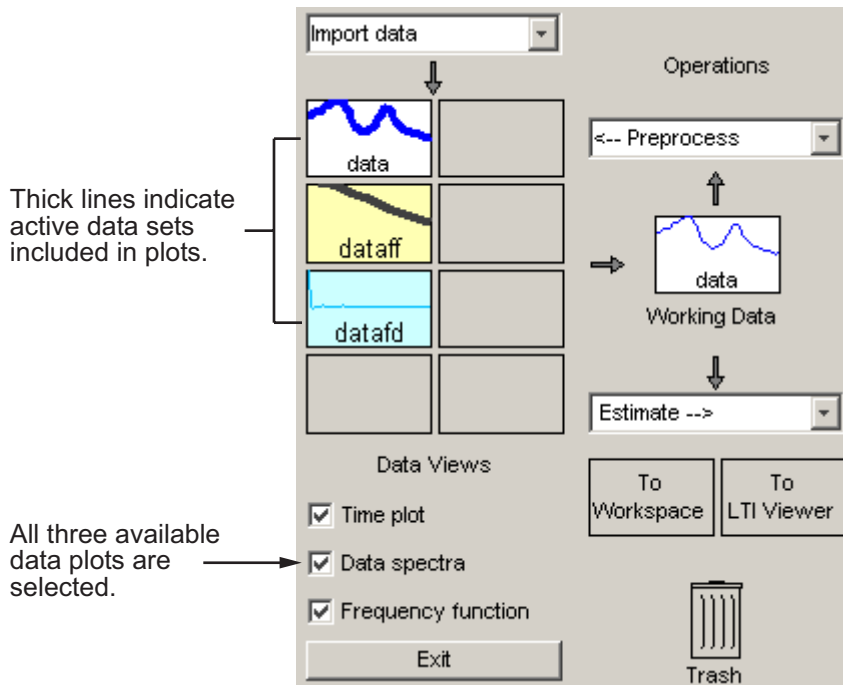 Import data
Operations
data
<-- Preprocess
Thick lines indicate
active data sets
included in plots.
dataff
data
Working Data
datafd
Estimate -->
Data Views
To
Workspace
To
LTI Viewer
Time plot
All three available
data plots are
selected.
Data spectra
Frequency function
Exit
Trash